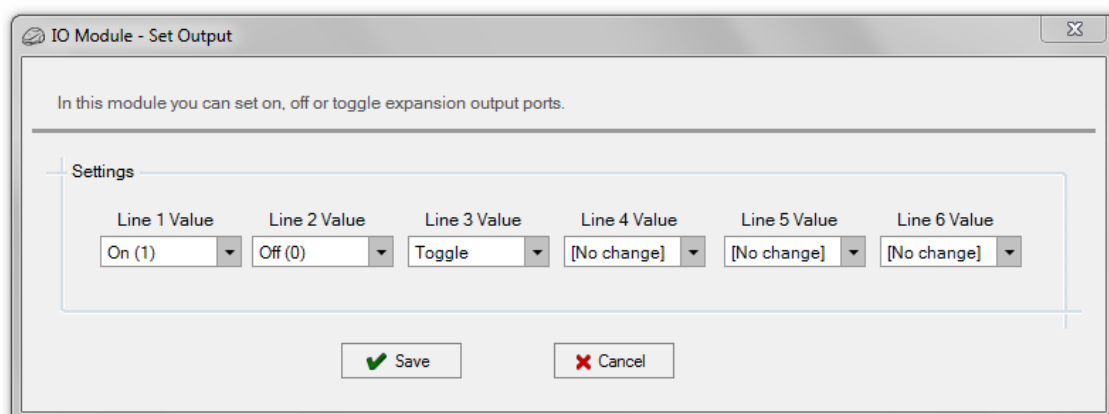 IO Module - Set Output
In this module you can set on, off or toggle expansion output ports.
Settings
Line 1 Value Line 2 Value Line 3 Value Line 4 Value Line 5 Value Line 6 Value
On (1) Off (0) Toggle [No change] [No change] [No change]
Save Cancel